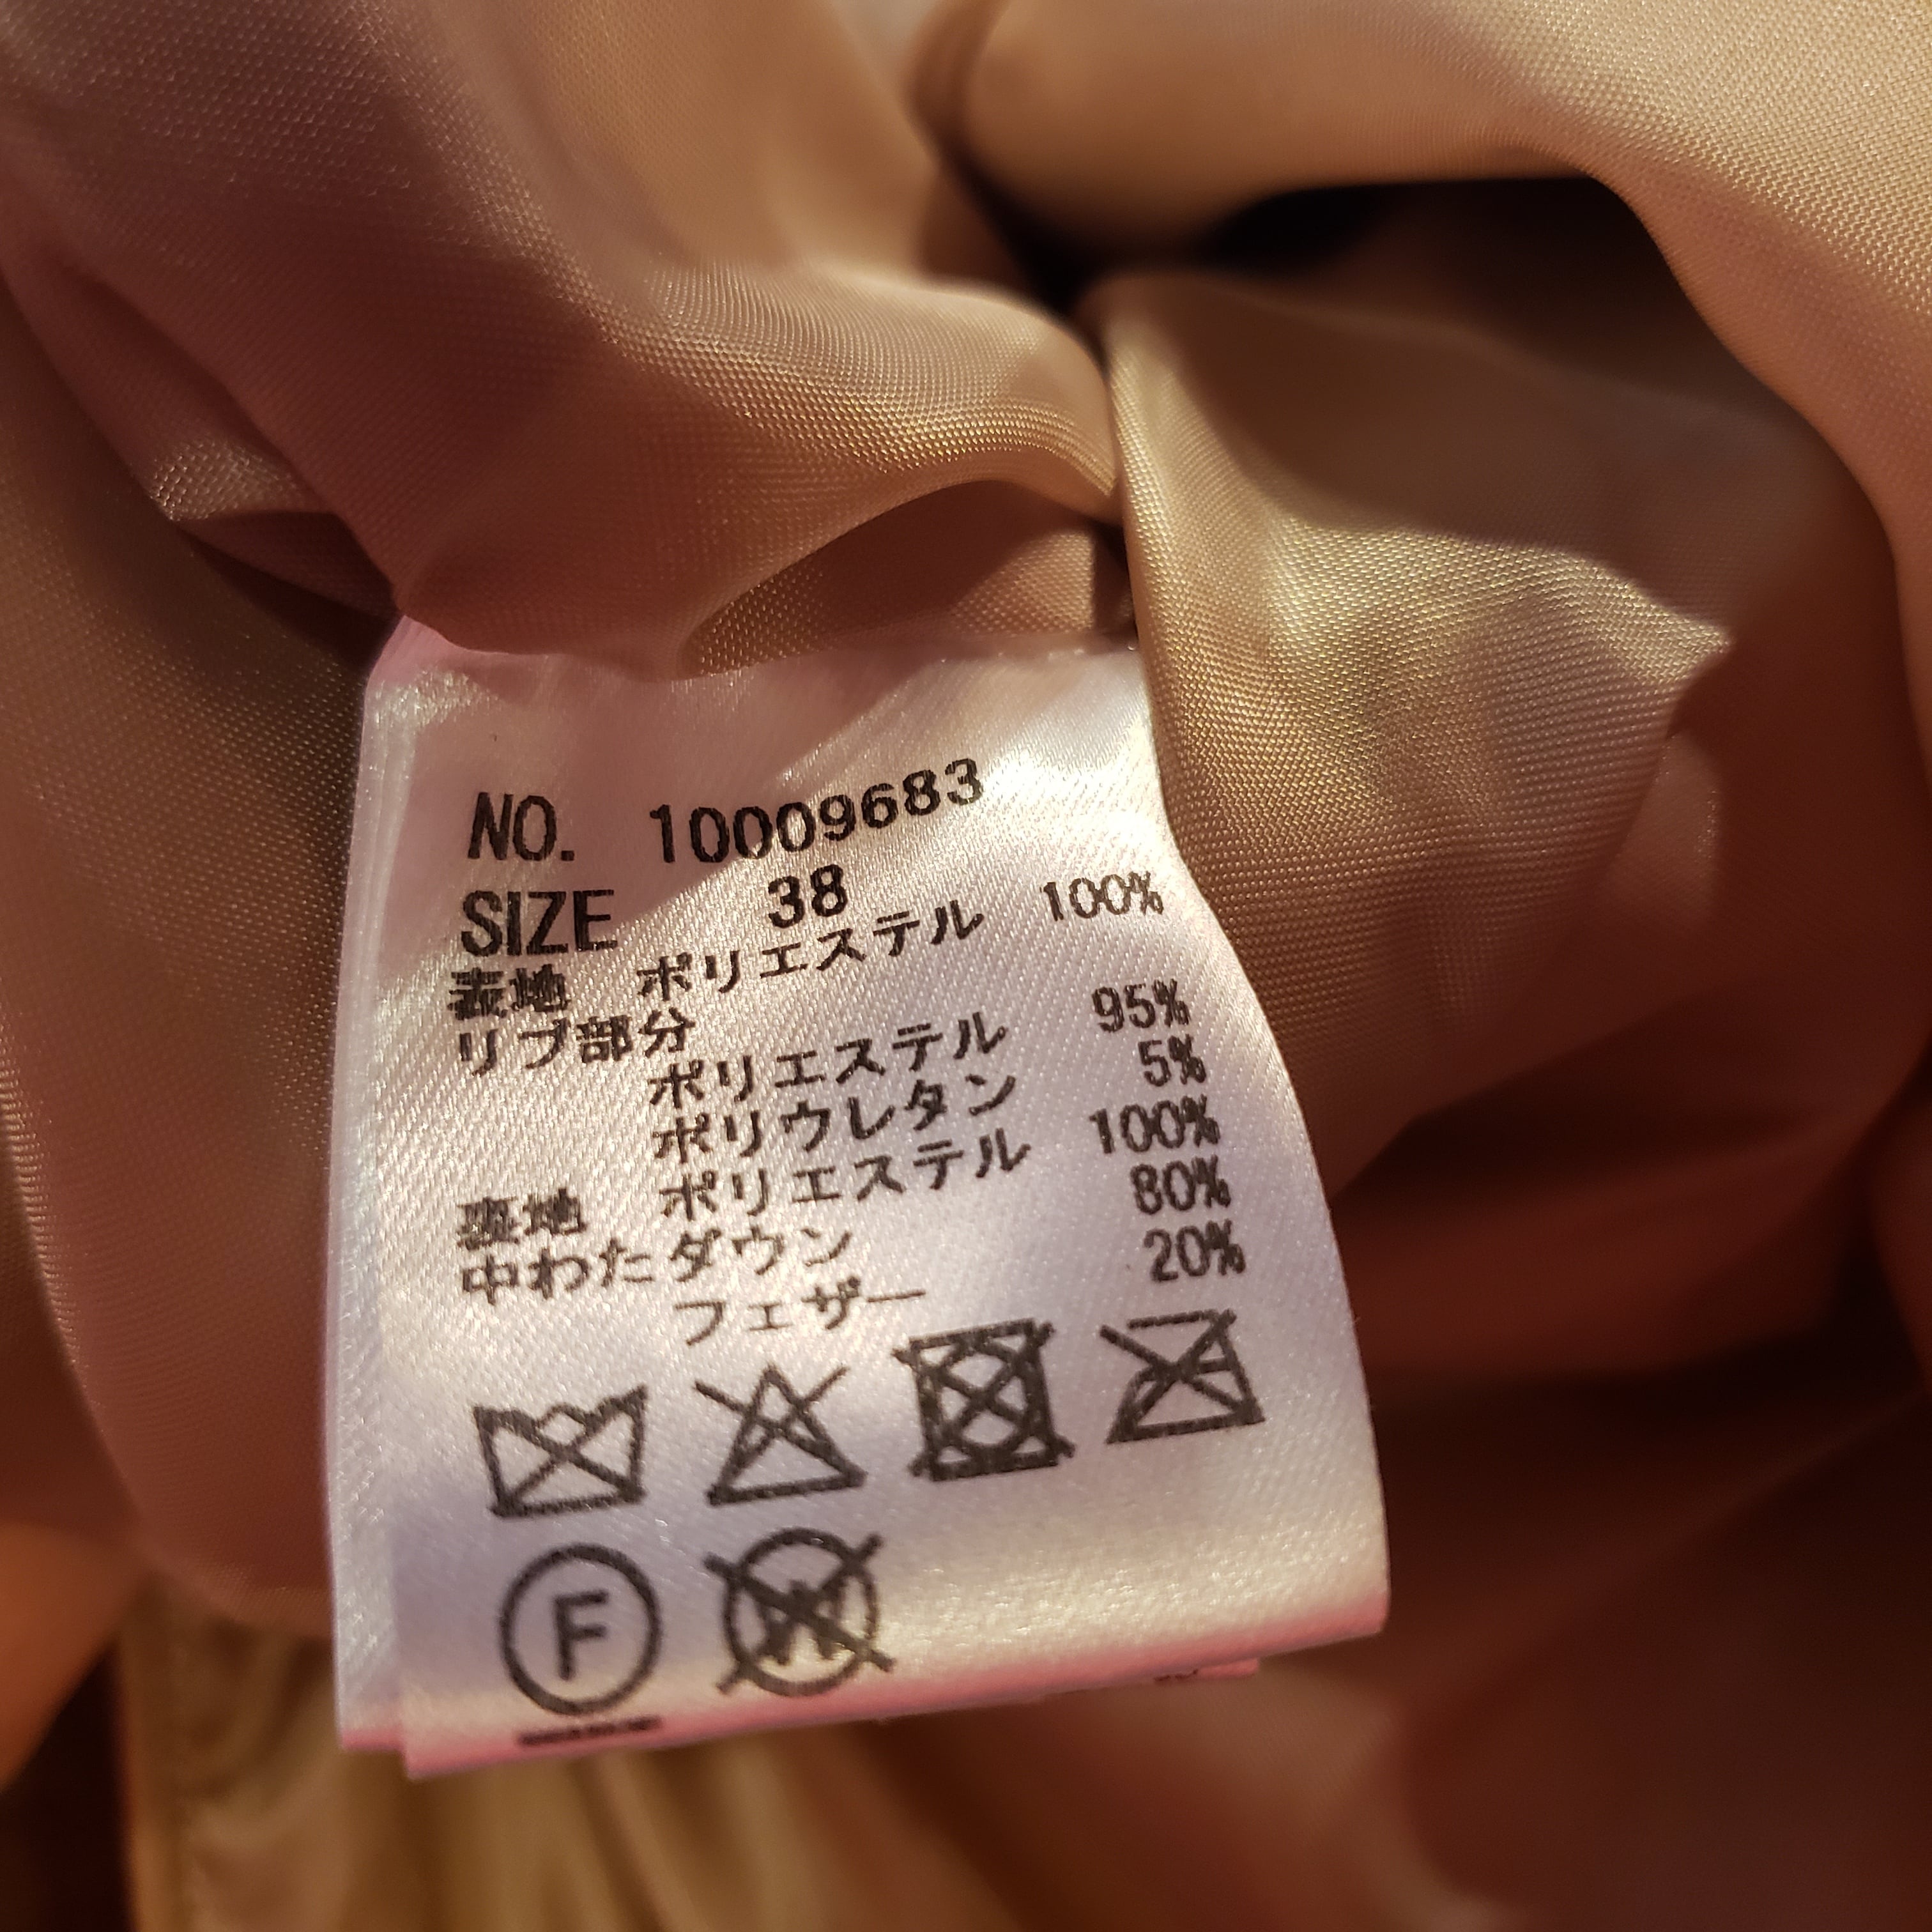 NO. 10009683
SIZE 38
表地 ポリエステル 100%
リブ部分
ポリエステル 95%
ポリウレタン 5%
裏地 ポリエステル 100%
中わた ダウン 80%
フェザー 20%
F
W